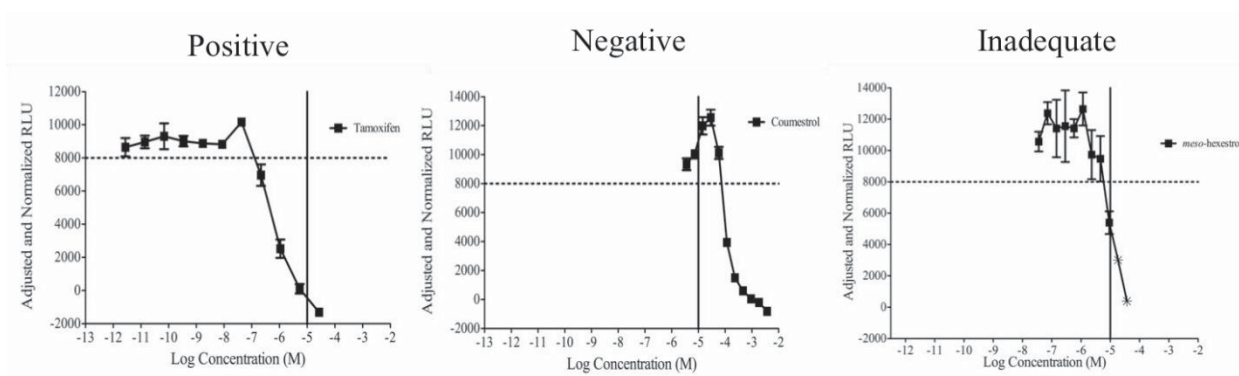 Positive
Negative
Inadequate
Adjusted and Normalized RLU
12000
10000
8000
6000
4000
2000
0
-2000
-13 -12 -11 -10 -9 -8 -7 -6 -5 -4 -3 -2
Log Concentration (M)
Tamoxifen
Adjusted and Normalized RLU
14000
12000
10000
8000
6000
4000
2000
0
-2000
-13 -12 -11 -10 -9 -8 -7 -6 -5 -4 -3 -2
Log Concentration (M)
Coumestrol
Adjusted and Normalized RLU
14000
12000
10000
8000
6000
4000
2000
0
-2000
-12 -11 -10 -9 -8 -7 -6 -5 -4 -3 -2
Log Concentration (M)
meso-hexestro